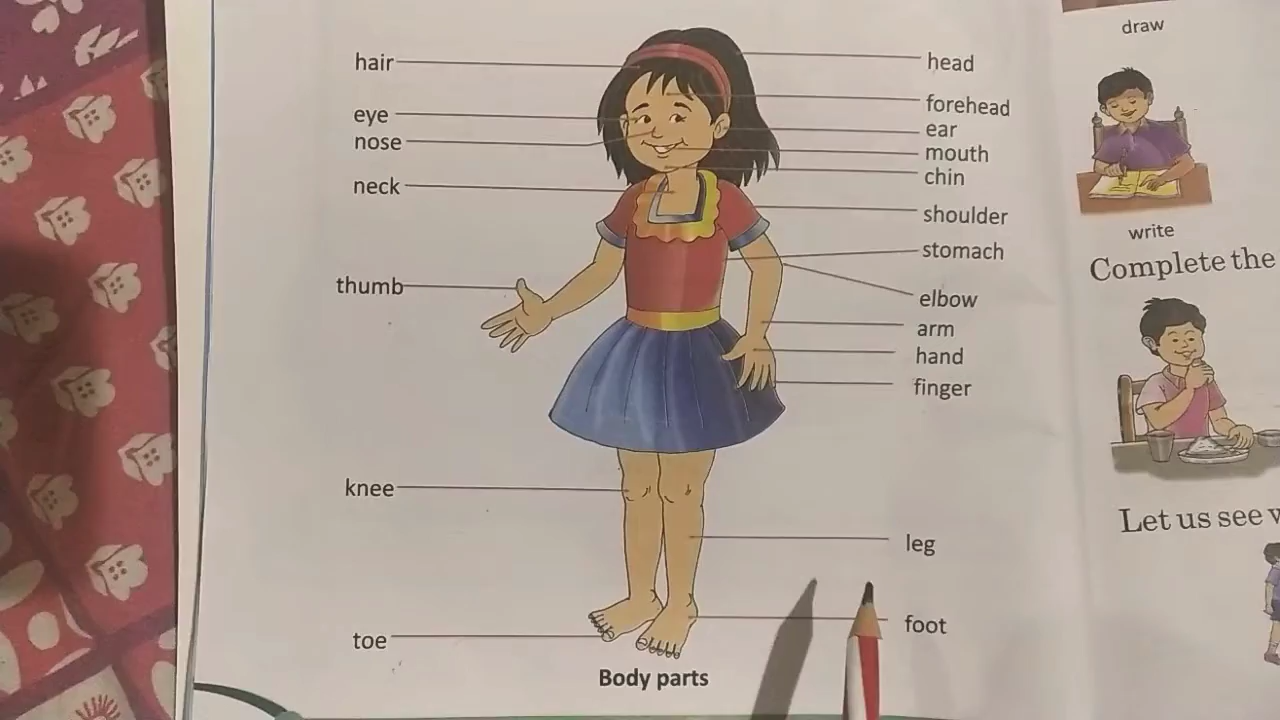 hair
eye
nose
neck
thumb
knee
toe
head
forehead
ear
mouth
chin
shoulder
stomach
elbow
arm
hand
finger
leg
foot
Body parts
draw
write
Complete the
Let us see